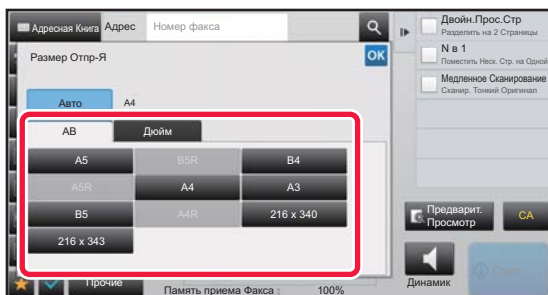 Адресная Книга Адрес Номер факса
Размер Отпр-Я OK
Авто A4
AB Дюйм
A5 B5R B4
A5R A4 A3
B5 A4R 216 x 340
216 x 343
Прочие
Память приема Факса : 100%
Двойн.Прос.Стр
Разделить на 2 Страницы
N в 1
Поместить Неск. Стр. на Одной
Медленное Сканирование
Сканир. Тонкий Оригинал
Предварит.
Просмотр
CA
Динамик
Старт